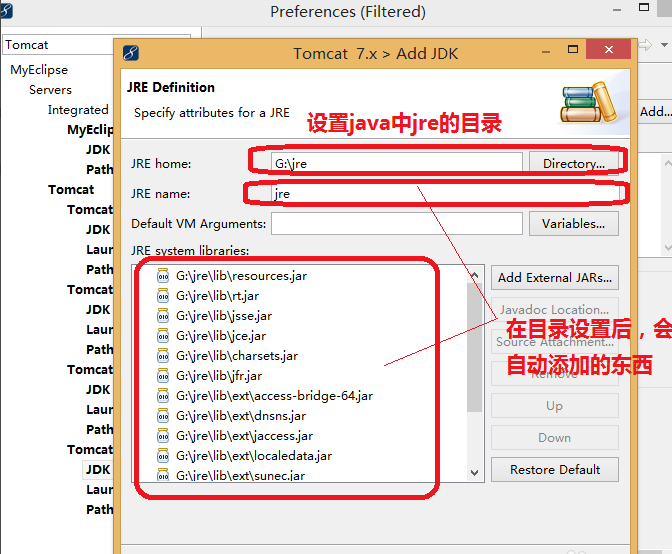 Preferences (Filtered)
Tomcat
MyEclipse
Servers
Integrated
MyEclip
JDK
Path
Tomcat
Tomcat
JDK
Laun
Path
Tomcat
JDK
Laun
Path
Tomcat
JDK
Laun
Path
Tomcat
JDK
Laun
Path
Add...
Tomcat 7.x > Add JDK
JRE Definition
Specify attributes for a JRE
设置java中jre的目录
JRE home:
G:\jre
Directory...
JRE name:
jre
Default VM Arguments:
Variables...
JRE system libraries:
G:\jre\lib\resources.jar
G:\jre\lib\rt.jar
G:\jre\lib\jsse.jar
G:\jre\lib\jce.jar
G:\jre\lib\charsets.jar
G:\jre\lib\jfr.jar
G:\jre\lib\ext\access-bridge-64.jar
G:\jre\lib\ext\dnsns.jar
G:\jre\lib\ext\jaccess.jar
G:\jre\lib\ext\localedata.jar
G:\jre\lib\ext\sunec.jar
Add External JARs...
Javadoc Location...
在目录设置后，会
Source Attachment...
自动添加的东西
Remove
Up
Down
Restore Default